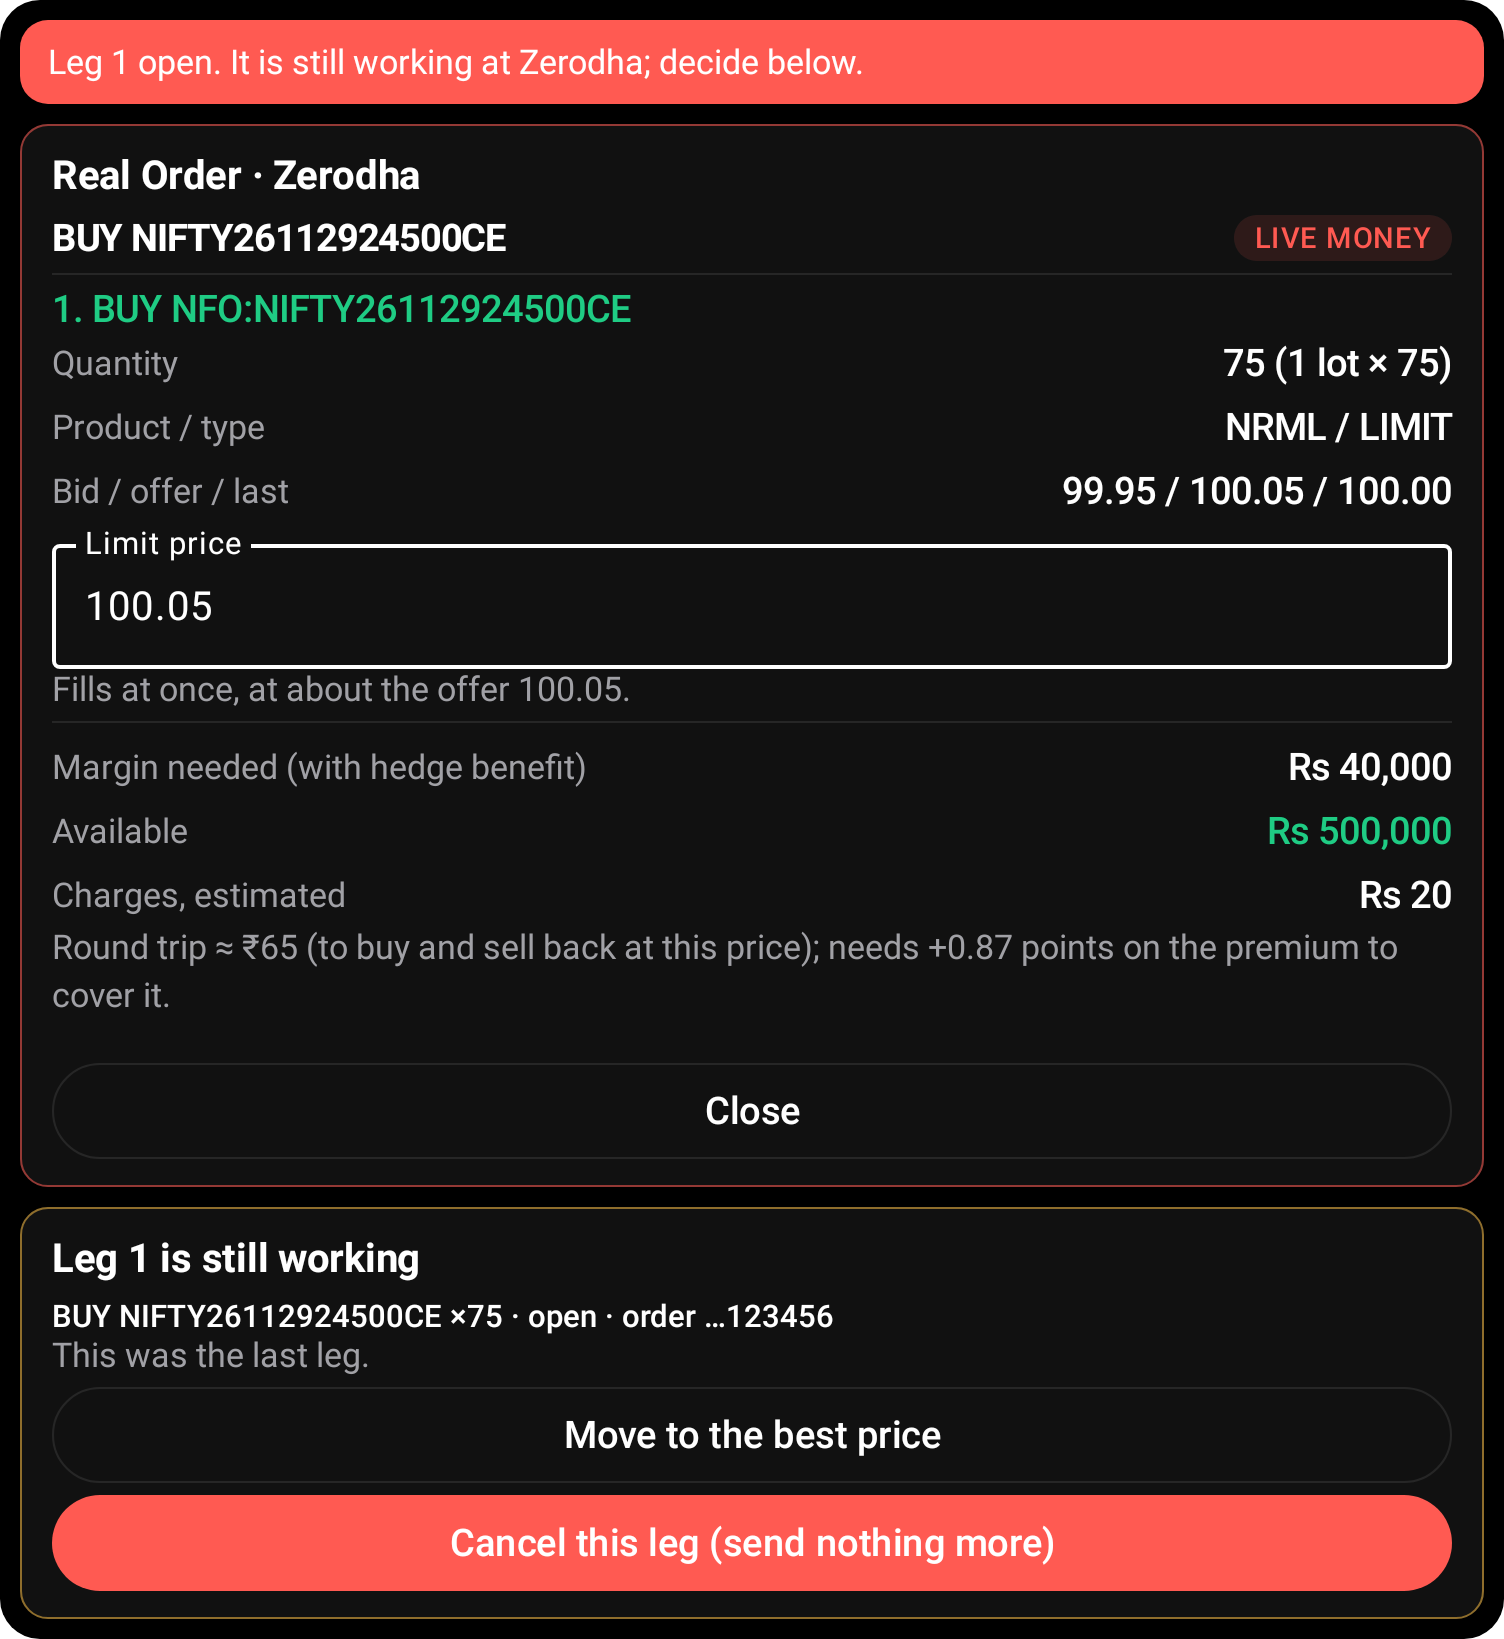 Leg 1 open. It is still working at Zerodha; decide below.
Real Order · Zerodha
BUY NIFTY26112924500CE
LIVE MONEY
1. BUY NFO:NIFTY26112924500CE
Quantity 75 (1 lot × 75)
Product / type NRML / LIMIT
Bid / offer / last 99.95 / 100.05 / 100.00
Limit price
100.05
Fills at once, at about the offer 100.05.
Margin needed (with hedge benefit) Rs 40,000
Available Rs 500,000
Charges, estimated Rs 20
Round trip ≈ ₹65 (to buy and sell back at this price); needs +0.87 points on the premium to
cover it.
Close
Leg 1 is still working
BUY NIFTY26112924500CE ×75 · open · order …123456
This was the last leg.
Move to the best price
Cancel this leg (send nothing more)